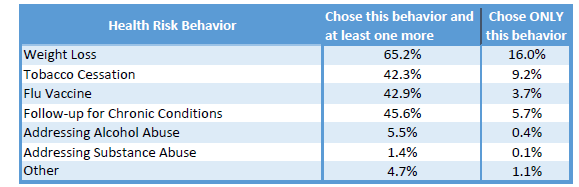 Health Risk Behavior Chose this behavior and at least one more Chose ONLY this behavior
Weight Loss 65.2% 16.0%
Tobacco Cessation 42.3% 9.2%
Flu Vaccine 42.9% 3.7%
Follow-up for Chronic Conditions 45.6% 5.7%
Addressing Alcohol Abuse 5.5% 0.4%
Addressing Substance Abuse 1.4% 0.1%
Other 4.7% 1.1%